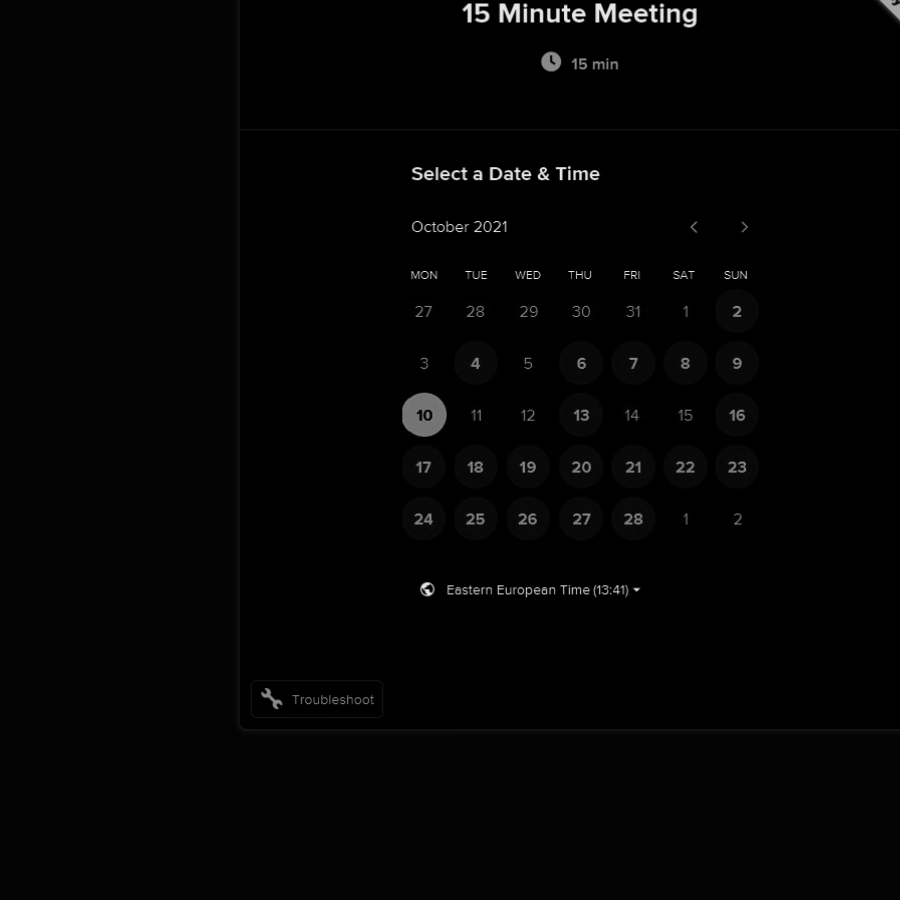 15 Minute Meeting
15 min
Select a Date & Time
October 2021
MON TUE WED THU FRI SAT SUN
27 28 29 30 31 1 2
3 4 5 6 7 8 9
10 11 12 13 14 15 16
17 18 19 20 21 22 23
24 25 26 27 28 1 2
Eastern European Time (13:41)
Troubleshoot